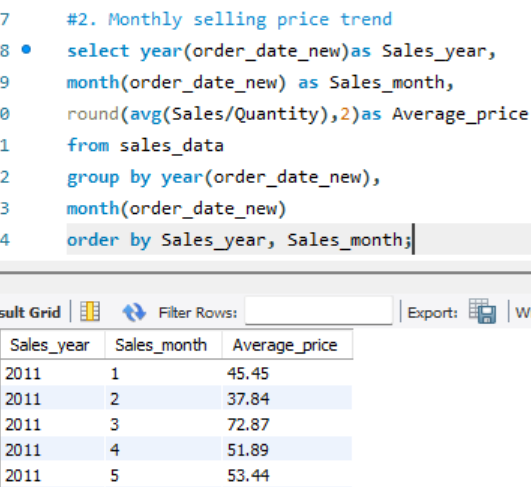 7 #2. Monthly selling price trend
8 select year(order_date_new)as Sales_year,
9 month(order_date_new) as Sales_month,
0 round(avg(Sales/Quantity),2)as Average_price
1 from sales_data
2 group by year(order_date_new),
3 month(order_date_new)
4 order by Sales_year, Sales_month;
sult Grid Filter Rows: Export: W
Sales_year Sales_month Average_price
2011 1 45.45
2011 2 37.84
2011 3 72.87
2011 4 51.89
2011 5 53.44